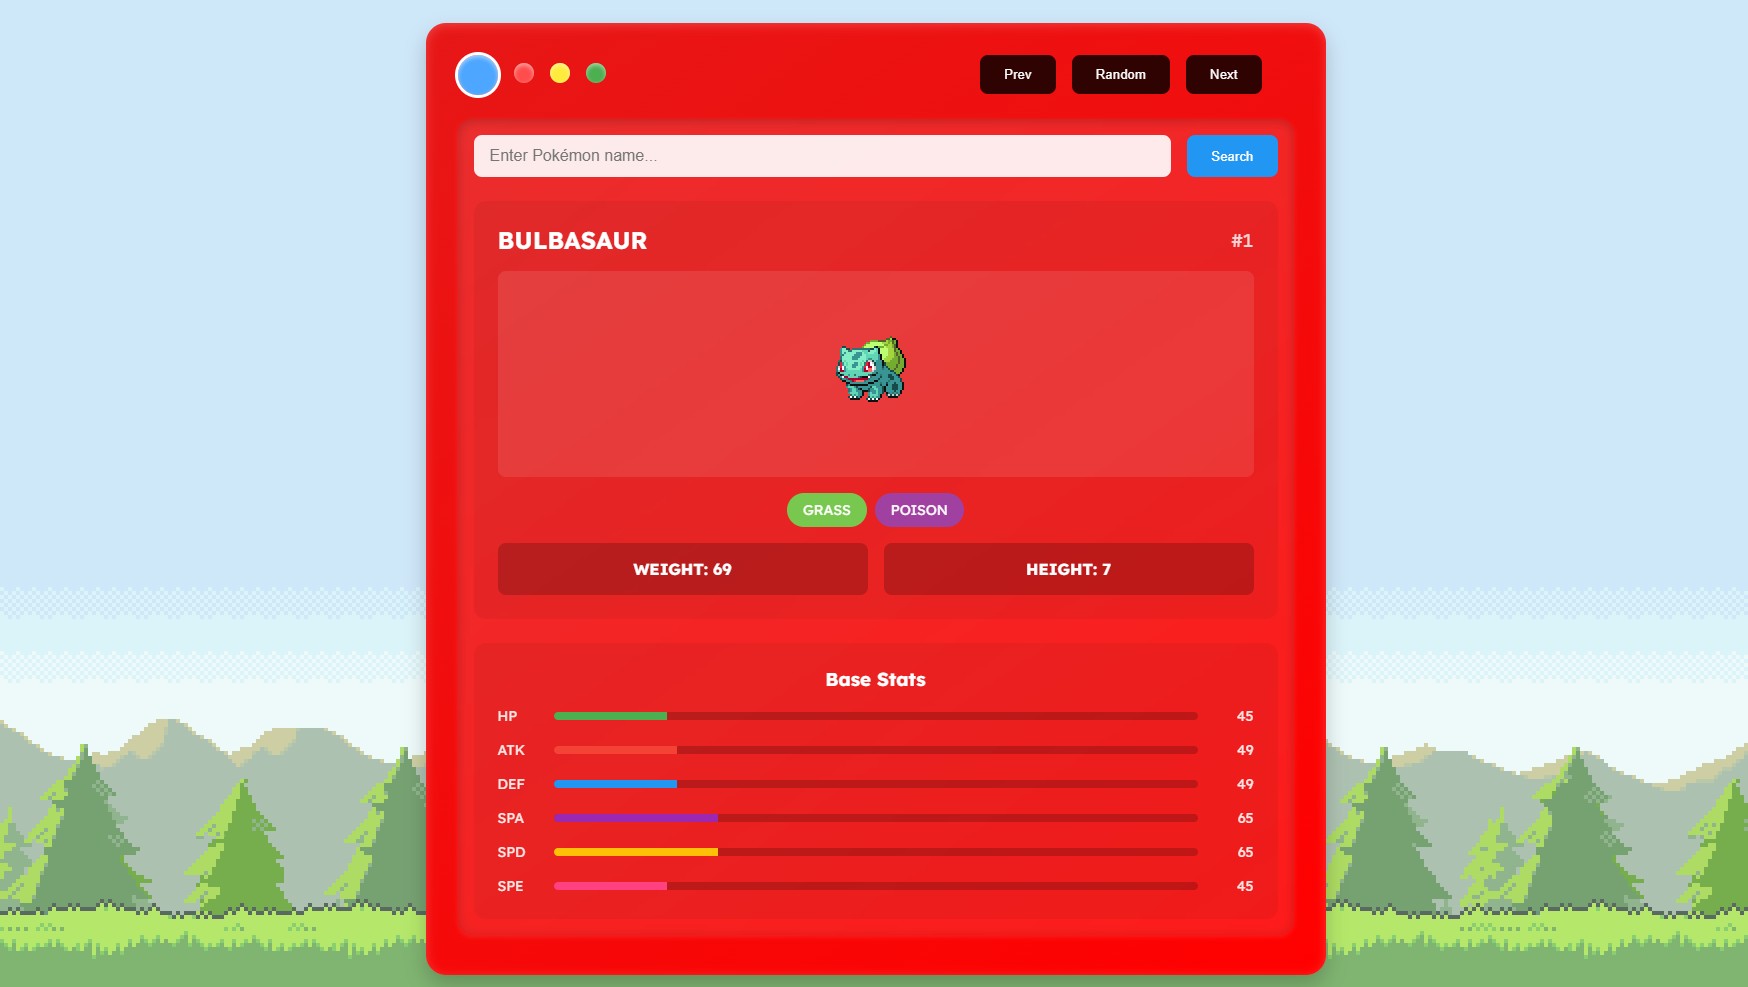 Prev Random Next
Enter Pokémon name...
Search
BULBASAUR #1
GRASS POISON
WEIGHT: 69 HEIGHT: 7
Base Stats
HP 45
ATK 49
DEF 49
SPA 65
SPD 65
SPE 45